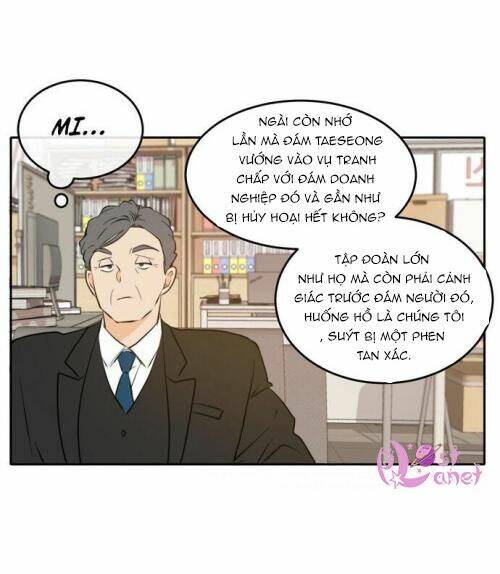 MI...
NGÀI CÒN NHỚ
LẦN MÀ ĐÁM TAESEONG
VƯỚNG VÀO VỤ TRANH
CHẤP VỚI ĐÁM DOANH
NGHIỆP ĐÓ VÀ GẦN NHƯ
BỊ HỦY HOẠI HẾT KHÔNG?
TẬP ĐOÀN LỚN
NHƯ HỌ MÀ CÒN PHẢI CẢNH
GIÁC TRƯỚC ĐÁM NGƯỜI ĐÓ,
HUỐNG HỒ LÀ CHÚNG TÔI
, SUÝT BỊ MỘT PHEN
TAN XÁC.